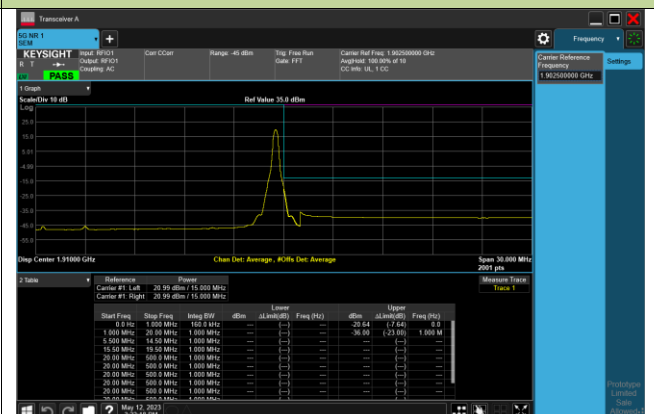 Transceiver A
5G NR 1
SEM
Frequency
KEYSIGHT
R T
PASS
Input: RFIO1
Output: RFIO1
Coupling: AC
Corr CCorr
Range: -45 dBm
Trig: Free Run
Gate: FFT
Carrier Ref Freq: 1.902500000 GHz
Avg|Hold: 100.00% of 10
CC Info: UL, 1 CC
Carrier Reference
Frequency
1.902500000 GHz
Settings
1 Graph
Scale/Div 10 dB
Ref Value 35.0 dBm
Log
25.0
15.0
5.01
-4.99
-15.0
-25.0
-35.0
-45.0
-55.0
Disp Center 1.91000 GHz
Chan Det: Average, #Offs Det: Average
Span 30.000 MHz
2001 pts
2 Table
Reference Power
Carrier #1: Left 20.99 dBm / 15.000 MHz
Carrier #1: Right 20.99 dBm / 15.000 MHz
Measure Trace
Trace 1
Lower Upper
Start Freq Stop Freq Integ BW dBm ΔLimit(dB) Freq (Hz) dBm ΔLimit(dB) Freq (Hz)
0.0 Hz 1.000 MHz 160.0 kHz --- (---) --- -20.64 (-7.64) 0.0
1.000 MHz 20.00 MHz 1.000 MHz --- (---) --- -36.00 (-23.00) 1.000 M
5.500 MHz 14.50 MHz 1.000 MHz --- (---) --- --- (---) ---
15.50 MHz 19.50 MHz 1.000 MHz --- (---) --- --- (---) ---
20.00 MHz 500.0 MHz 1.000 MHz --- (---) --- --- (---) ---
20.00 MHz 500.0 MHz 1.000 MHz --- (---) --- --- (---) ---
20.00 MHz 500.0 MHz 1.000 MHz --- (---) --- --- (---) ---
20.00 MHz 500.0 MHz 1.000 MHz --- (---) --- --- (---) ---
20.00 MHz 500.0 MHz 1.000 MHz --- (---) --- --- (---) ---
May 12, 2023
Prototype
Limited
Sale
Allowed